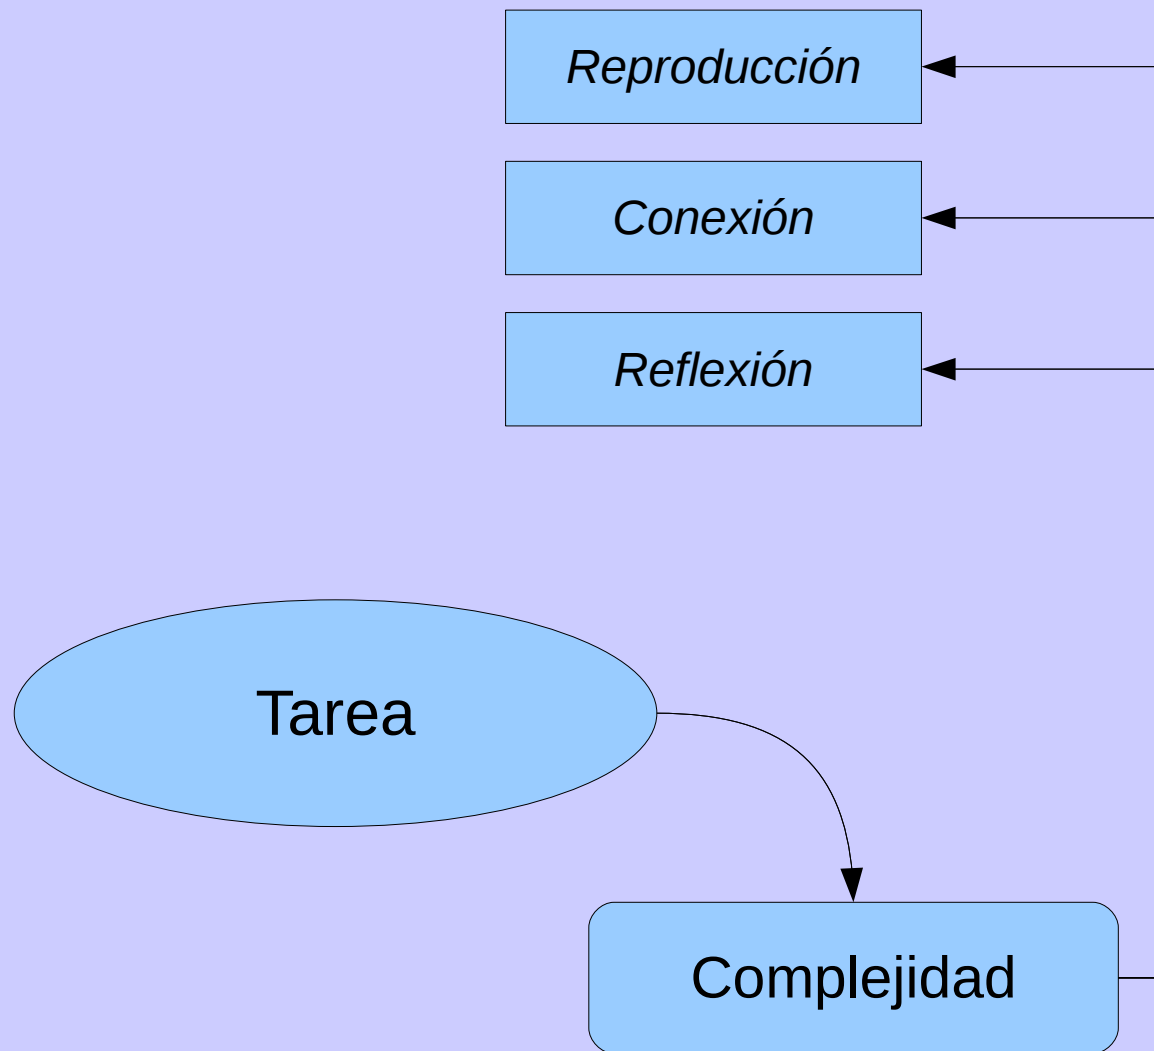 Reproducción
Conexión
Reflexión
Tarea
Complejidad